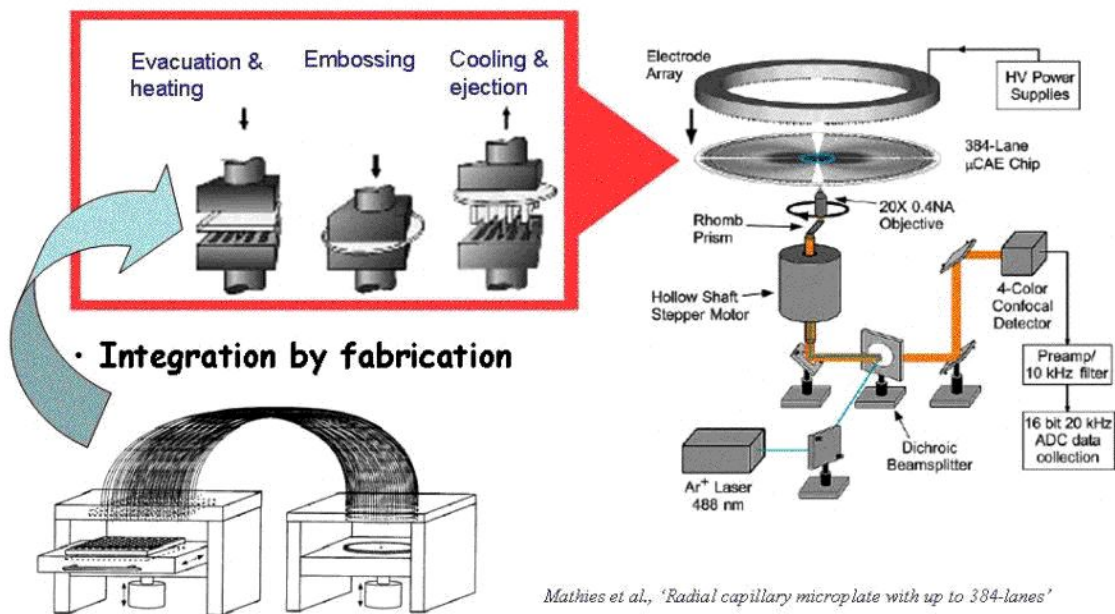 Evacuation &
heating
Embossing
Cooling &
ejection
· Integration by fabrication
Electrode
Array
HV Power
Supplies
384-Lane
µCAE Chip
20X 0.4NA
Objective
Rhomb
Prism
Hollow Shaft
Stepper Motor
4-Color
Confocal
Detector
Preamp/
10 kHz filter
16 bit 20 kHz
ADC data
collection
Dichroic
Beamsplitter
Ar+ Laser
488 nm
Mathies et al., ‘Radial capillary microplate with up to 384-lanes’